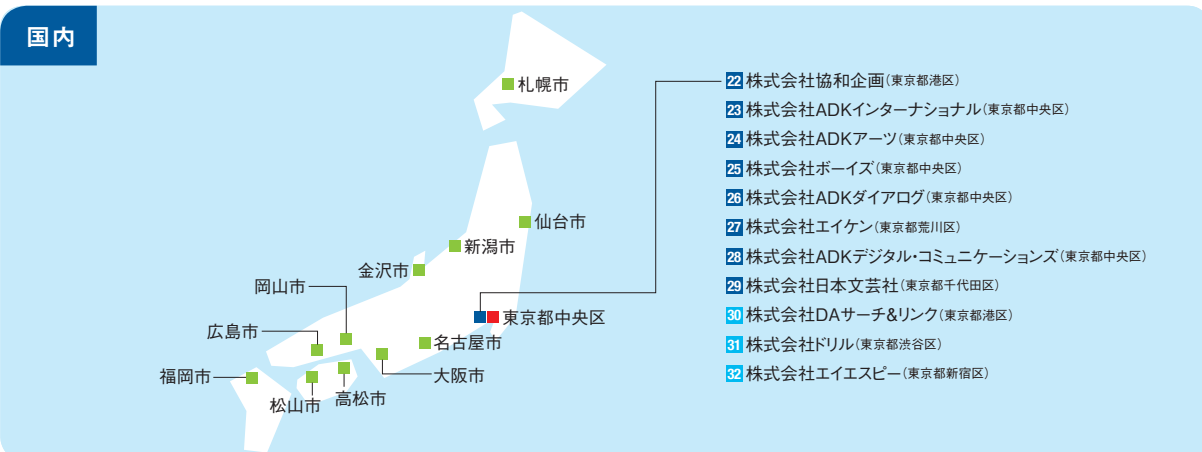 国内
札幌市
仙台市
新潟市
金沢市
岡山市
広島市
福岡市
松山市
高松市
大阪市
名古屋市
東京都中央区
22 株式会社協和企画(東京都港区)
23 株式会社ADKインターナショナル(東京都中央区)
24 株式会社ADKアーツ(東京都中央区)
25 株式会社ボーイズ(東京都中央区)
26 株式会社ADKダイアログ(東京都中央区)
27 株式会社エイケン(東京都荒川区)
28 株式会社ADKデジタル・コミュニケーションズ(東京都中央区)
29 株式会社日本文芸社(東京都千代田区)
30 株式会社DAサーチ&リンク(東京都港区)
31 株式会社ドリル(東京都渋谷区)
32 株式会社エイエスピー(東京都新宿区)